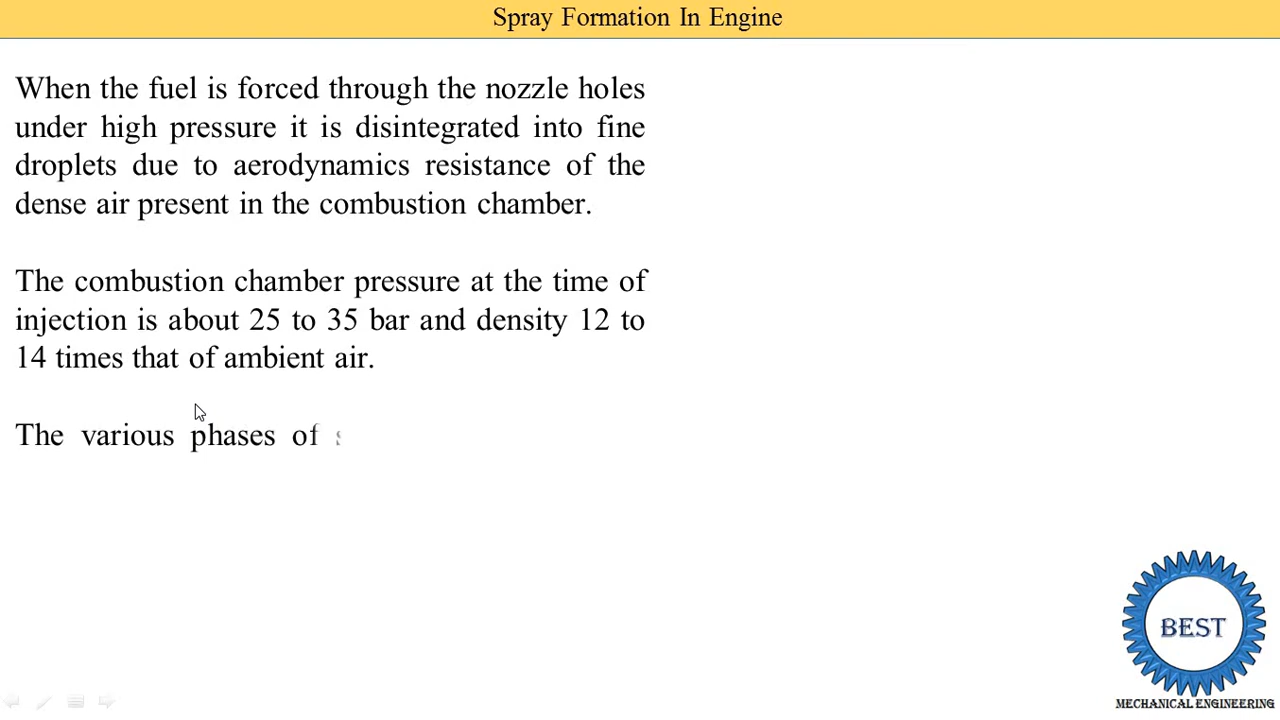 Spray Formation In Engine
When the fuel is forced through the nozzle holes
under high pressure it is disintegrated into fine
droplets due to aerodynamics resistance of the
dense air present in the combustion chamber.
The combustion chamber pressure at the time of
injection is about 25 to 35 bar and density 12 to
14 times that of ambient air.
The various phases of
BEST
MECHANICAL ENGINEERING